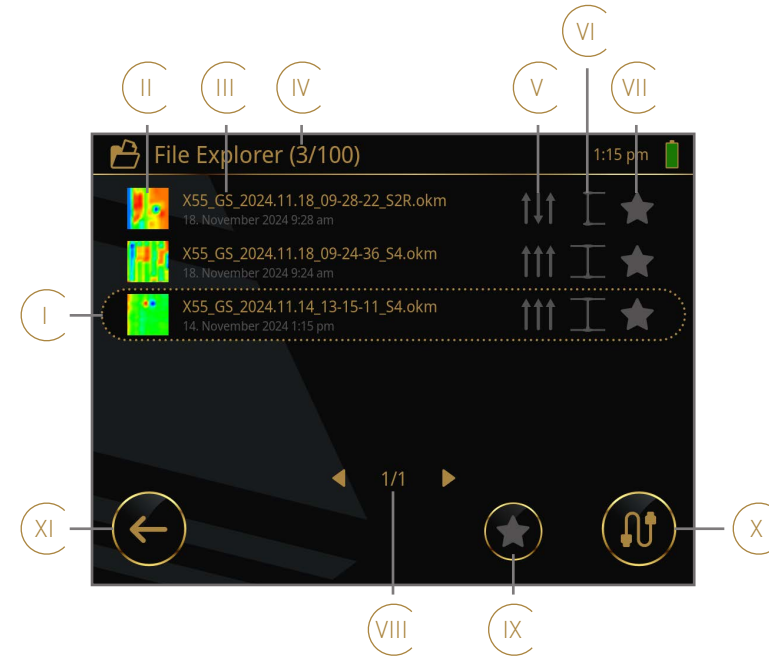 VI
II III IV V VII
File Explorer (3/100) 1:15 pm
X55_GS_2024.11.18_09-28-22_S2R.okm
18. November 2024 9:28 am
X55_GS_2024.11.18_09-24-36_S4.okm
18. November 2024 9:24 am
I
X55_GS_2024.11.14_13-15-11_S4.okm
14. November 2024 1:15 pm
1/1
XI X
VIII IX